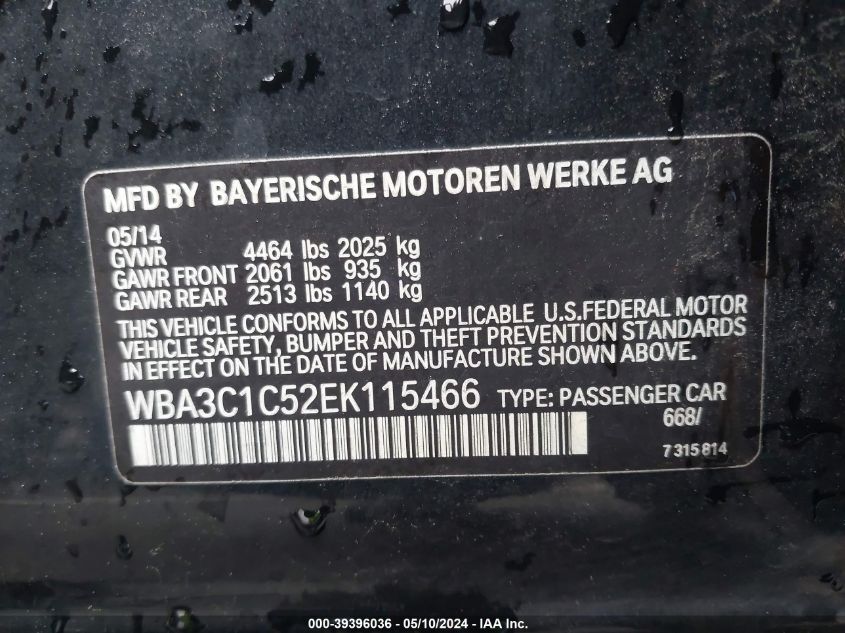 MFD BY BAYERISCHE MOTOREN WERKE AG
05/14
GVWR 4464 lbs 2025 kg
GAWR FRONT 2061 lbs 935 kg
GAWR REAR 2513 lbs 1140 kg
THIS VEHICLE CONFORMS TO ALL APPLICABLE U.S.FEDERAL MOTOR
VEHICLE SAFETY, BUMPER AND THEFT PREVENTION STANDARDS
IN EFFECT ON THE DATE OF MANUFACTURE SHOWN ABOVE.
WBA3C1C52EK115466 TYPE: PASSENGER CAR
668/
7315814
000-39396036 - 05/10/2024 - IAA Inc.